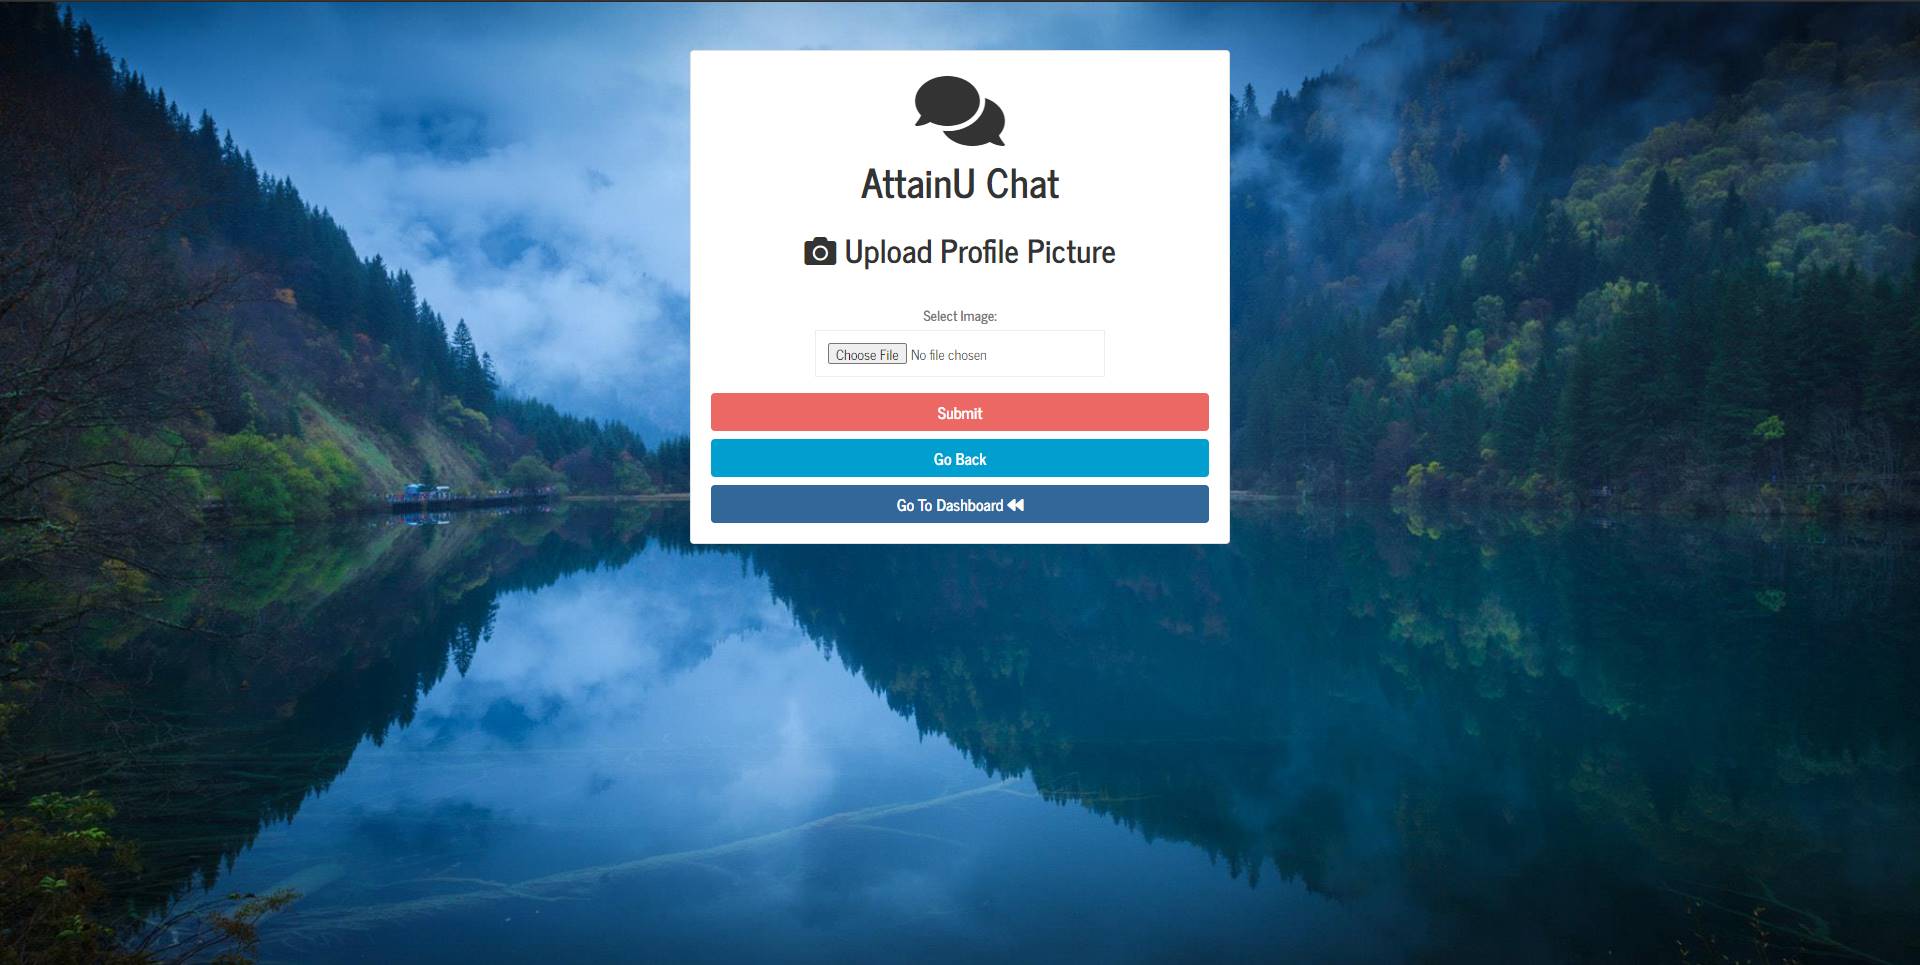 AttainU Chat
Upload Profile Picture
Select Image:
Choose File No file chosen
Submit
Go Back
Go To Dashboard